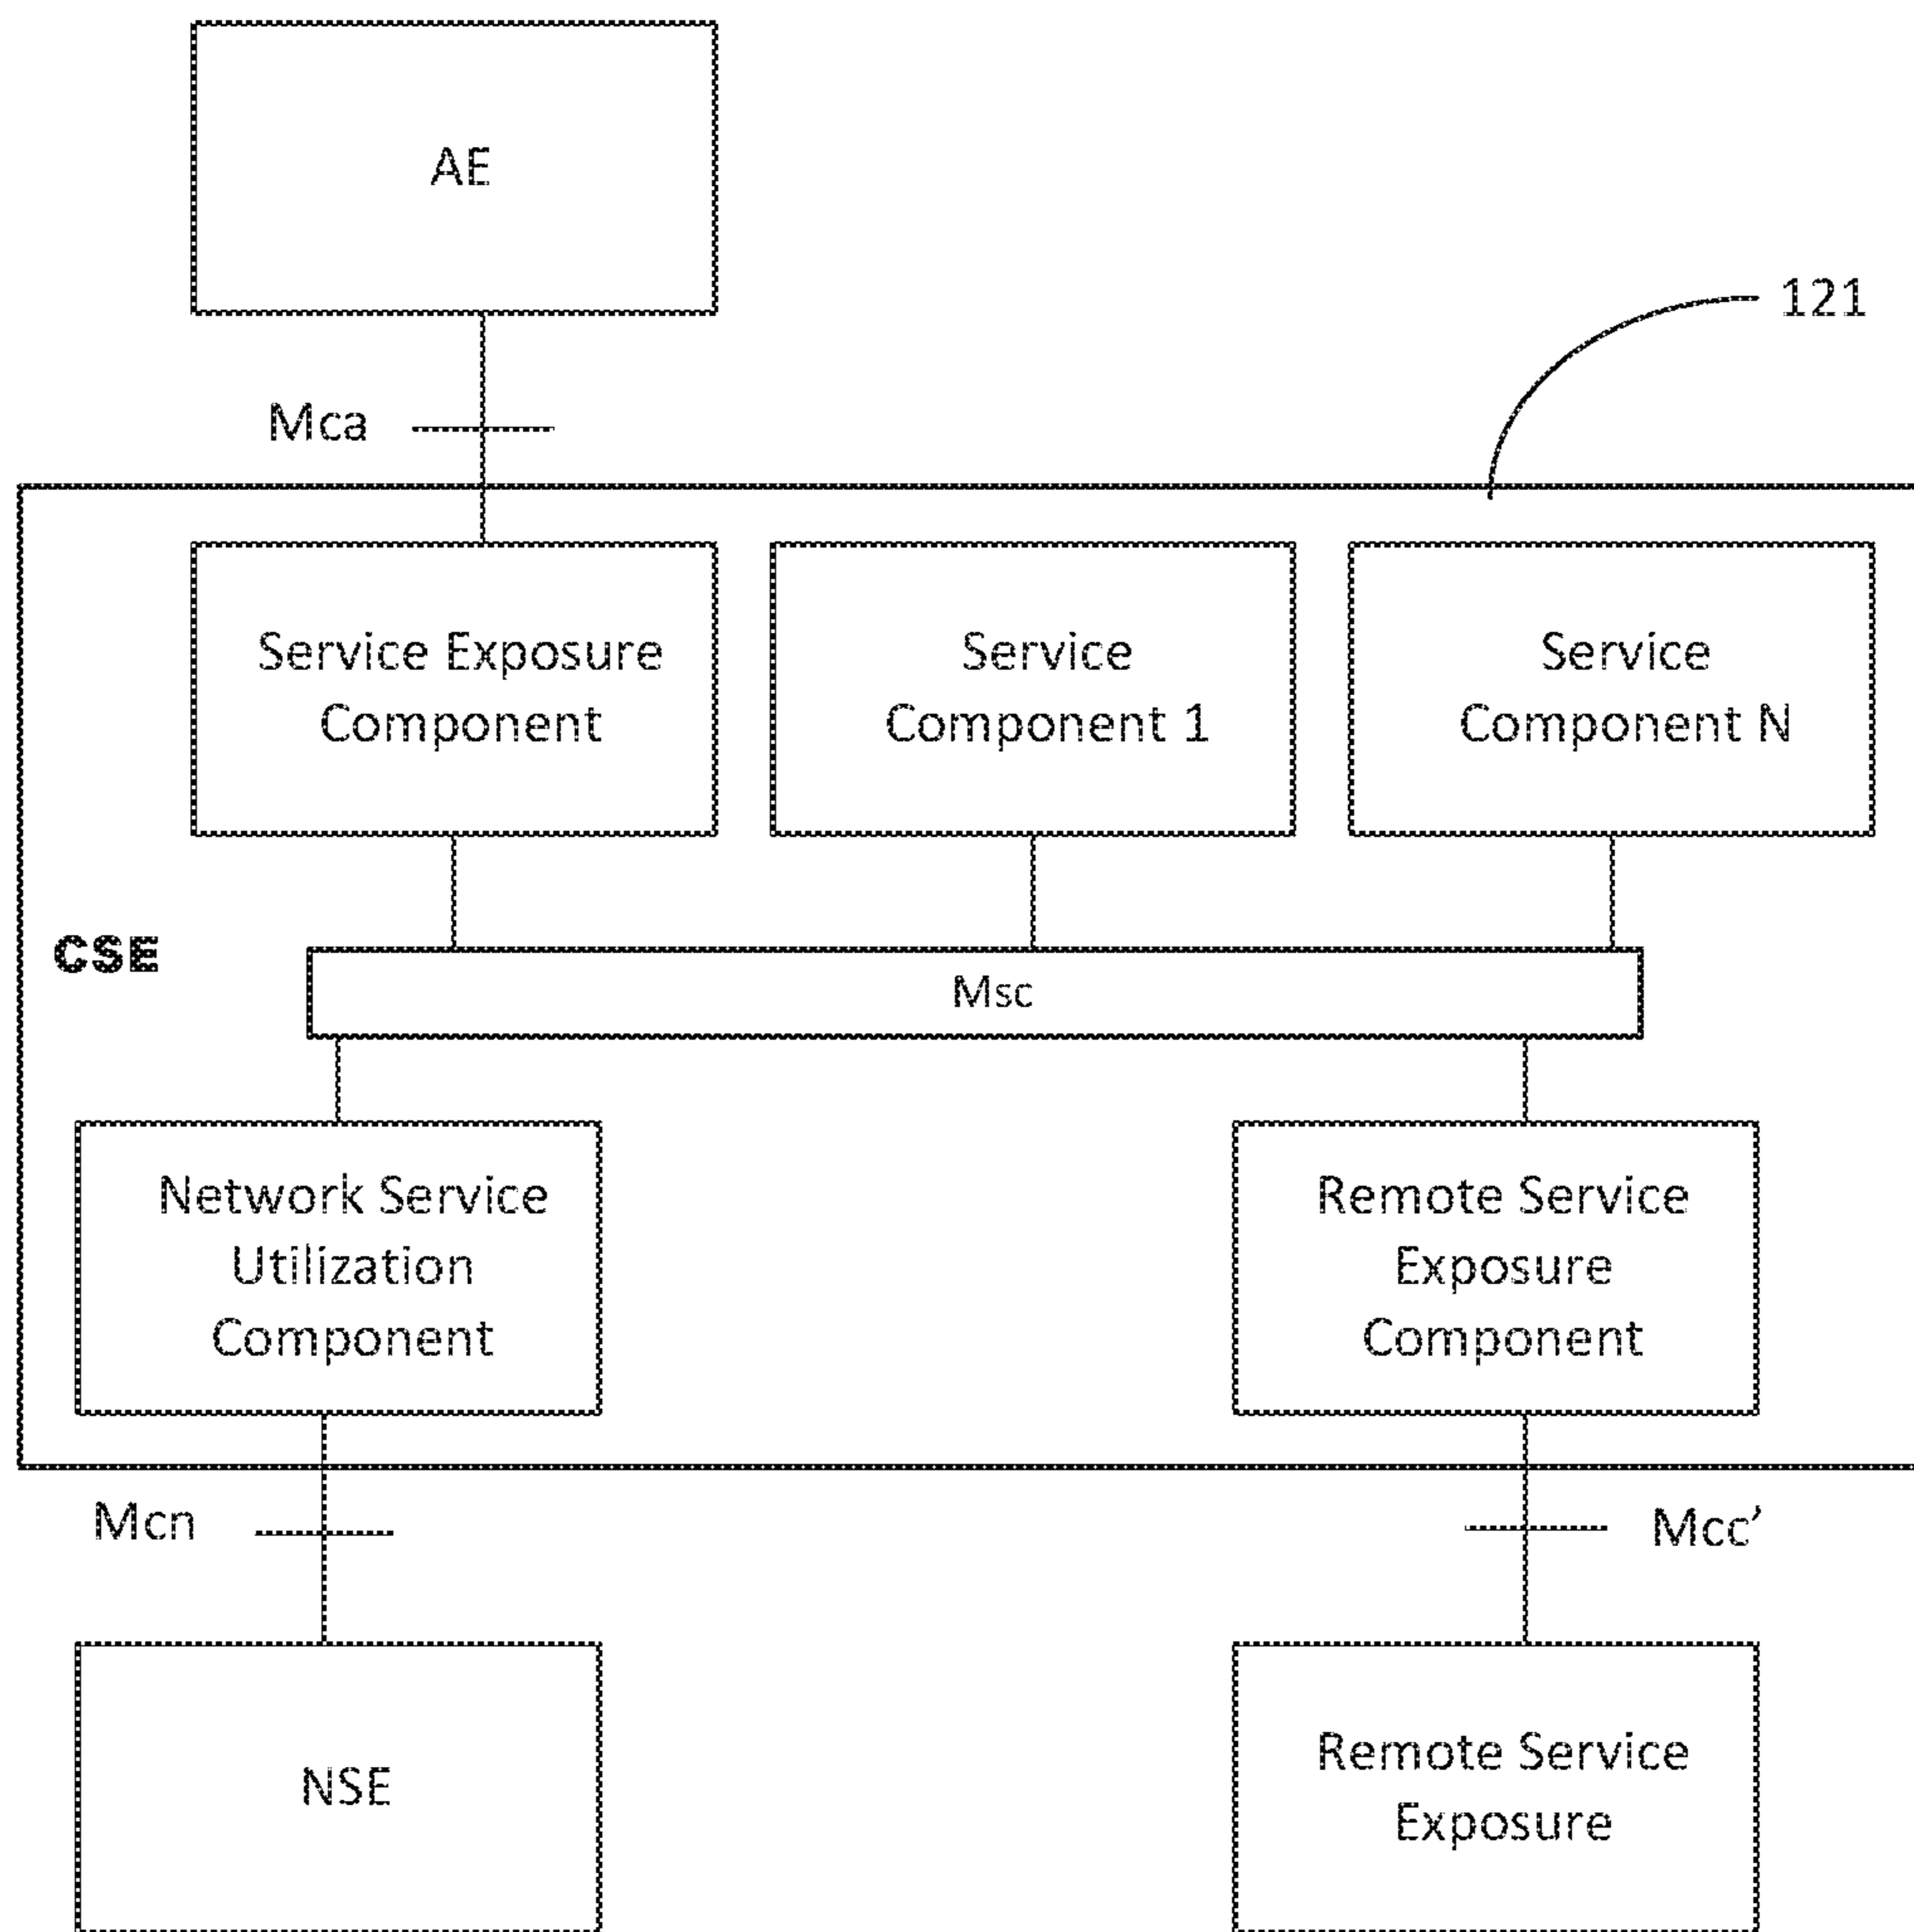 AE
121
Mca
Service Exposure
Component
Service
Component 1
Service
Component N
CSE
Msc
Network Service
Utilization
Component
Remote Service
Exposure
Component
Mcn
Mcc’
NSE
Remote Service
Exposure